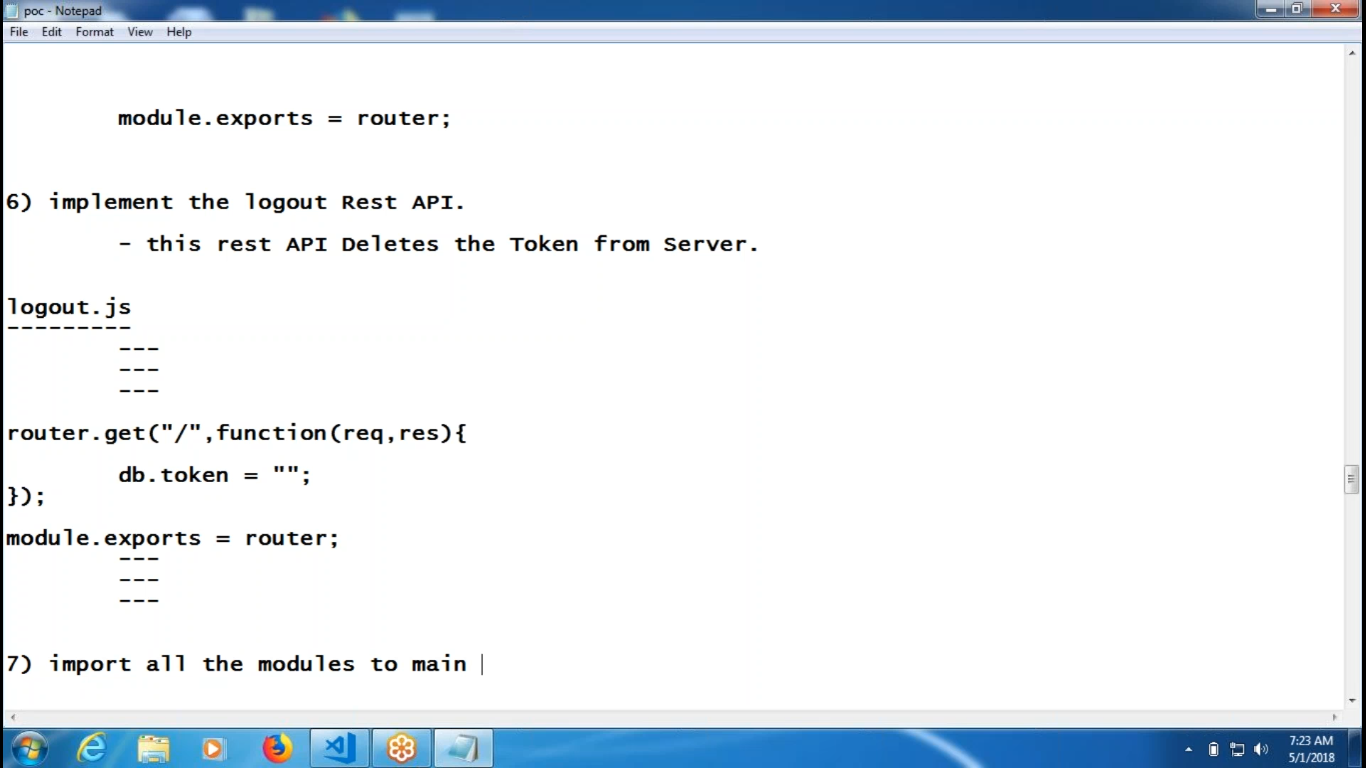 poc - Notepad
File Edit Format View Help
module.exports = router;
6) implement the logout Rest API.
- this rest API Deletes the Token from Server.
logout.js
---------
---
---
---
router.get("/",function(req,res){
db.token = "";
});
module.exports = router;
---
---
---
7) import all the modules to main
7:23 AM
5/1/2018